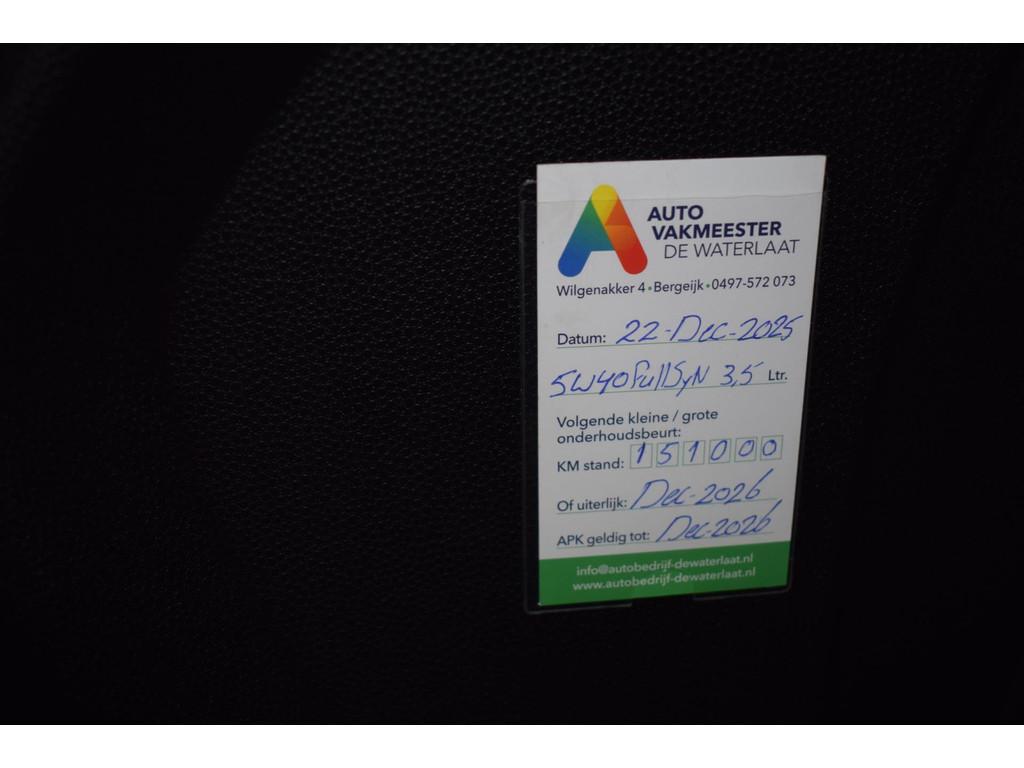 AUTO
VAKMEESTER
DE WATERLAAT
Wilgenakker 4 • Bergeijk • 0497-572 073
Datum: 22-Dec-2025
5W40 FullSyN 3,5 Ltr.
Volgende kleine / grote
onderhoudsbeurt:
KM stand: 151000
Of uiterlijk: Dec-2026
APK geldig tot: Dec-2026
info@autobedrijf-dewaterlaat.nl
www.autobedrijf-dewaterlaat.nl